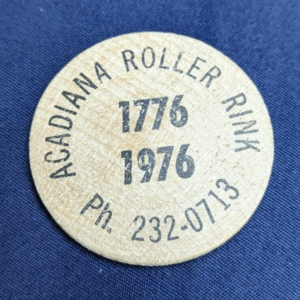 ACADIANA ROLLER RINK
1776
1976
Ph. 232-0713